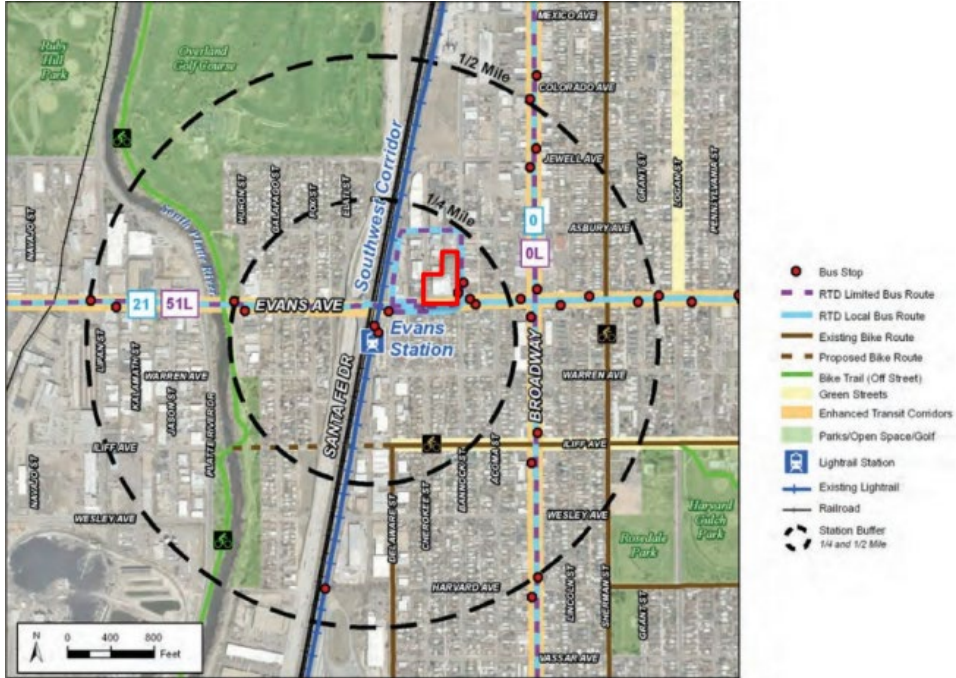 MEXICO AVE
Ruby
Hill
Park
Overland
Golf Course
1/2 Mile
COLORADO AVE
JEWELL AVE
GRANT ST
LOGAN ST
PENNSYLVANIA ST
Southwest Corridor
HURON ST
GALAPAGO ST
FOX ST
ELATI ST
1/4 Mile
NAVAJO ST
South Platte River
0
ASBURY AVE
0L
21
51L
EVANS AVE
Evans
Station
LIPAN ST
KALAMATH ST
WARREN AVE
JASON ST
PLATTE RIVER DR
SANTA FE DR
BROADWAY
WARREN AVE
ILIFF AVE
ILIFF AVE
NAVAJO ST
BANNOCK ST
ACOMA ST
WESLEY AVE
DELAWARE ST
CHEROKEE ST
WESLEY AVE
Harvard
Gulch
Park
Rosedale
Park
HARVARD AVE
LINCOLN ST
SHERMAN ST
GRANT ST
VASSAR AVE
N
0 400 800
Feet
Bus Stop
RTD Limited Bus Route
RTD Local Bus Route
Existing Bike Route
Proposed Bike Route
Bike Trail (Off Street)
Green Streets
Enhanced Transit Corridors
Parks/Open Space/Golf
Lightrail Station
Existing Lightrail
Railroad
Station Buffer
1/4 and 1/2 Mile